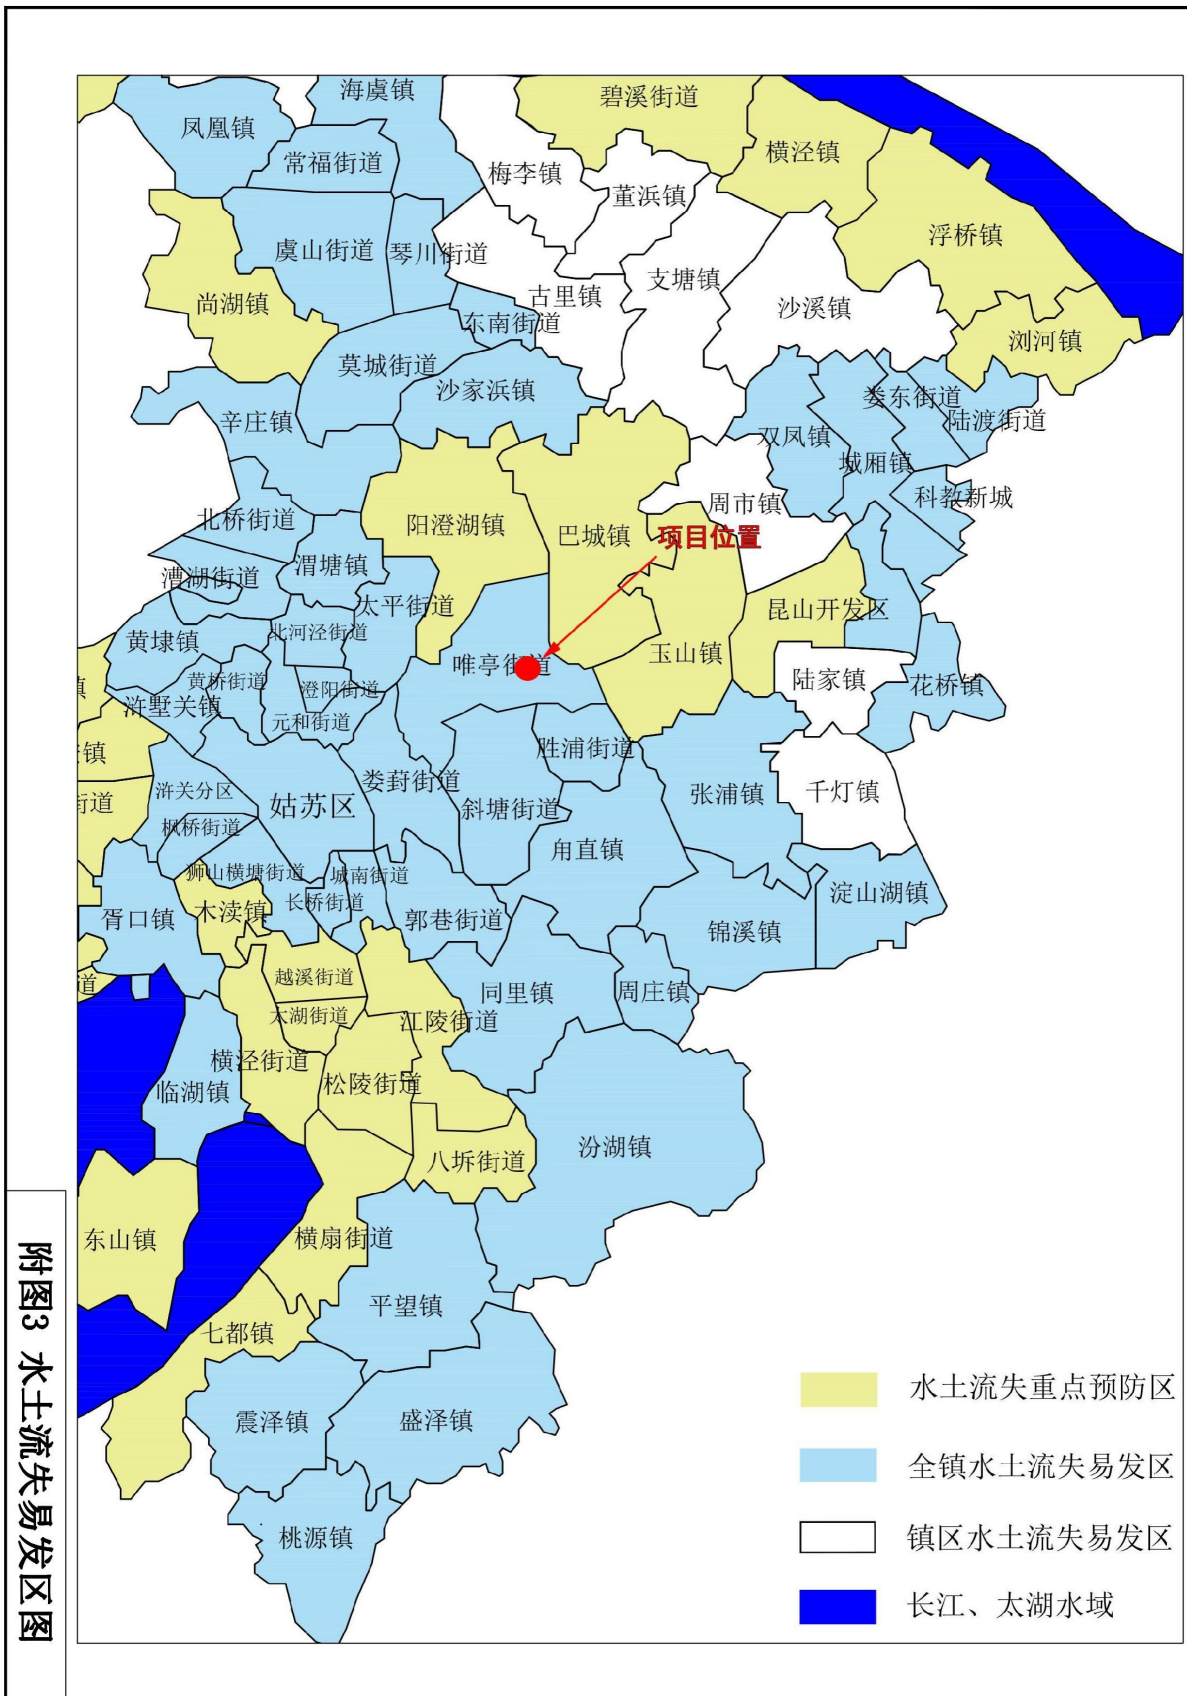 海虞镇
碧溪街道
凤凰镇
常福街道
梅李镇
横泾镇
董浜镇
浮桥镇
虞山街道
琴川街道
支塘镇
尚湖镇
古里镇
沙溪镇
东南街道
浏河镇
莫城街道
沙家浜镇
娄东街道
辛庄镇
双凤镇
陆渡街道
城厢镇
北桥街道
阳澄湖镇
巴城镇
周市镇
科教新城
项目位置
漕湖街道
渭塘镇
太平街道
昆山开发区
黄埭镇
北河泾街道
唯亭街道
玉山镇
镇
黄桥街道
澄阳街道
陆家镇
花桥镇
浒墅关镇
元和街道
镇
胜浦街道
浒关分区
姑苏区
娄葑街道
斜塘街道
张浦镇
千灯镇
街道
枫桥街道
甪直镇
狮山横塘街道
城南街道
淀山湖镇
胥口镇
木渎镇
长桥街道
郭巷街道
锦溪镇
道
越溪街道
同里镇
周庄镇
太湖街道
江陵街道
横泾街道
临湖镇
松陵街道
汾湖镇
八坼街道
东山镇
横扇街道
平望镇
七都镇
震泽镇
盛泽镇
桃源镇
水土流失重点预防区
全镇水土流失易发区
镇区水土流失易发区
长江、太湖水域
附图3 水土流失易发区图